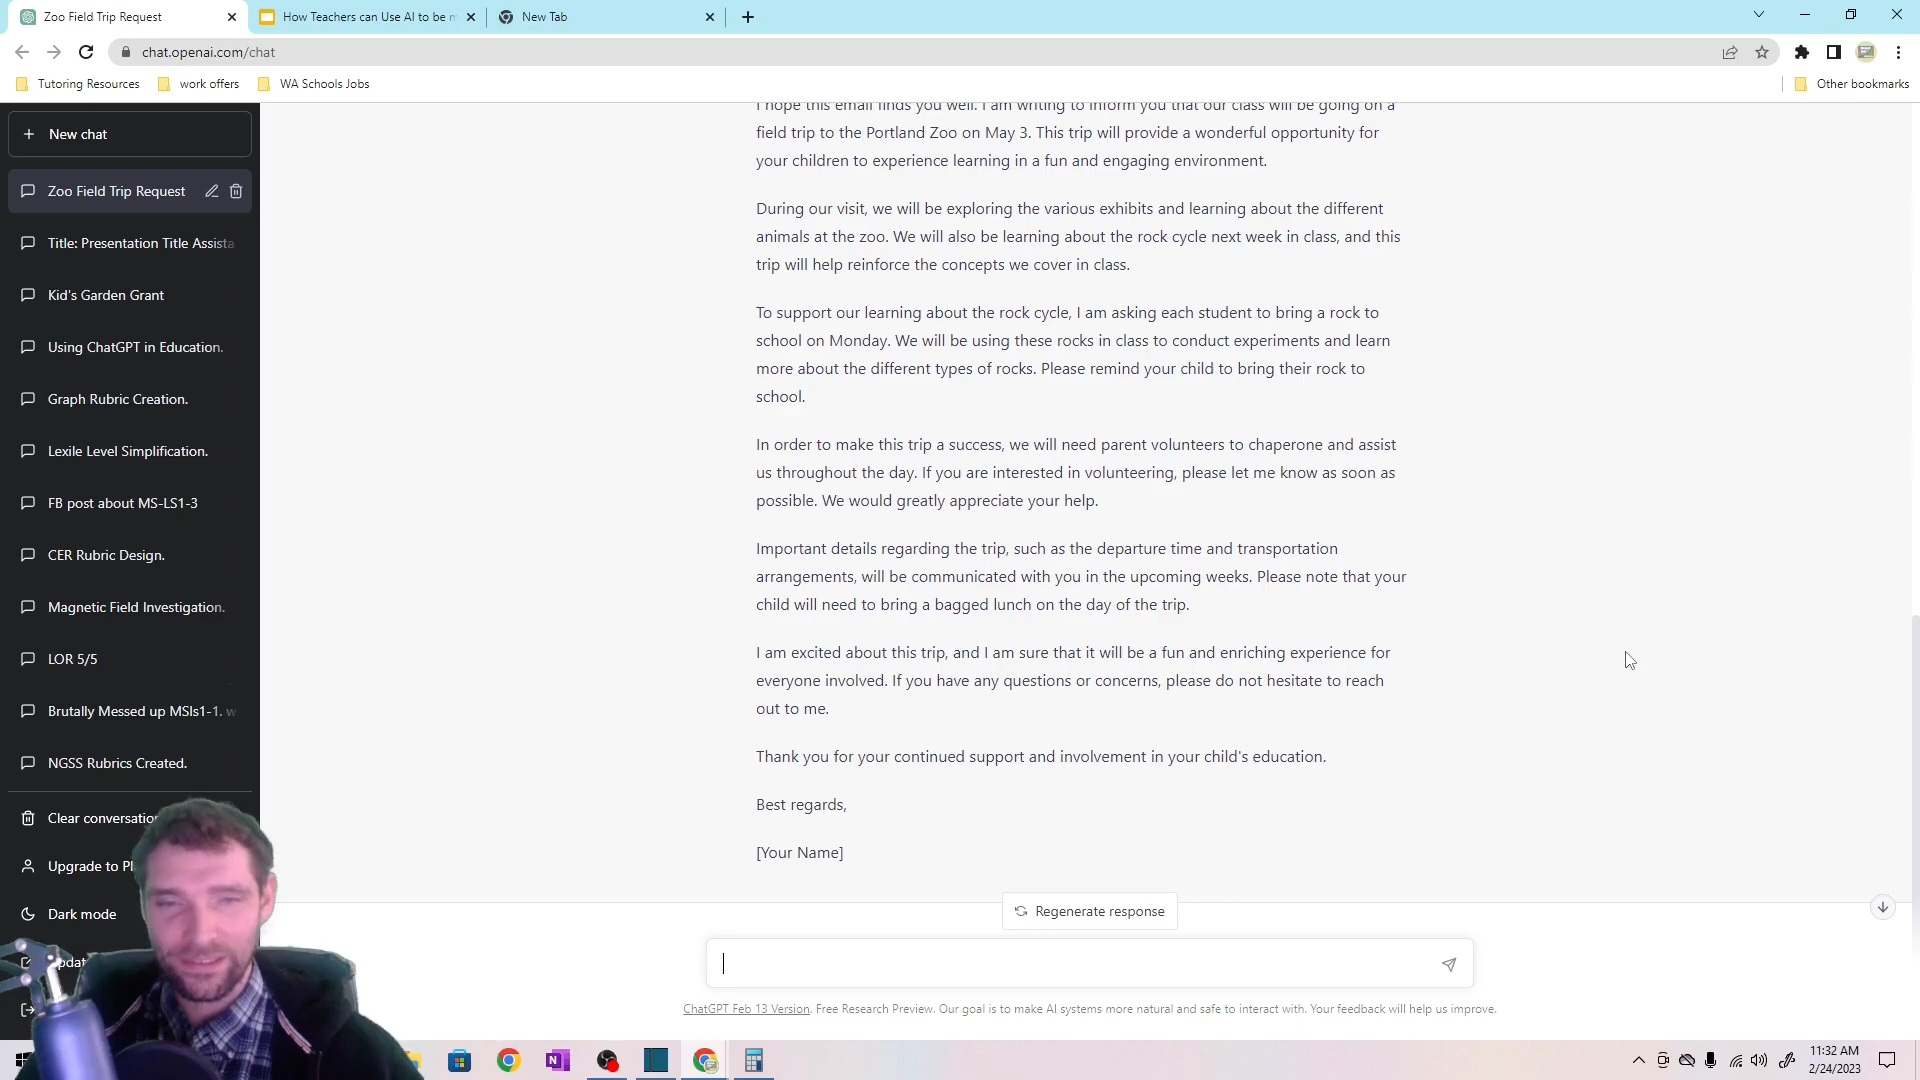 Zoo Field Trip Request
How Teachers can Use AI to be m
New Tab
chat.openai.com/chat
Tutoring Resources
work offers
WA Schools Jobs
Other bookmarks
New chat
Zoo Field Trip Request
Title: Presentation Title Assista
Kid's Garden Grant
Using ChatGPT in Education.
Graph Rubric Creation.
Lexile Level Simplification.
FB post about MS-LS1-3
CER Rubric Design.
Magnetic Field Investigation.
LOR 5/5
Brutally Messed up MSls1-1. w
NGSS Rubrics Created.
Clear conversatio
Upgrade to Pl
Dark mode
I hope this email finds you well. I am writing to inform you that our class will be going on a
field trip to the Portland Zoo on May 3. This trip will provide a wonderful opportunity for
your children to experience learning in a fun and engaging environment.
During our visit, we will be exploring the various exhibits and learning about the different
animals at the zoo. We will also be learning about the rock cycle next week in class, and this
trip will help reinforce the concepts we cover in class.
To support our learning about the rock cycle, I am asking each student to bring a rock to
school on Monday. We will be using these rocks in class to conduct experiments and learn
more about the different types of rocks. Please remind your child to bring their rock to
school.
In order to make this trip a success, we will need parent volunteers to chaperone and assist
us throughout the day. If you are interested in volunteering, please let me know as soon as
possible. We would greatly appreciate your help.
Important details regarding the trip, such as the departure time and transportation
arrangements, will be communicated with you in the upcoming weeks. Please note that your
child will need to bring a bagged lunch on the day of the trip.
I am excited about this trip, and I am sure that it will be a fun and enriching experience for
everyone involved. If you have any questions or concerns, please do not hesitate to reach
out to me.
Thank you for your continued support and involvement in your child's education.
Best regards,
[Your Name]
Regenerate response
ChatGPT Feb 13 Version. Free Research Preview. Our goal is to make AI systems more natural and safe to interact with. Your feedback will help us improve.
11:32 AM
2/24/2023